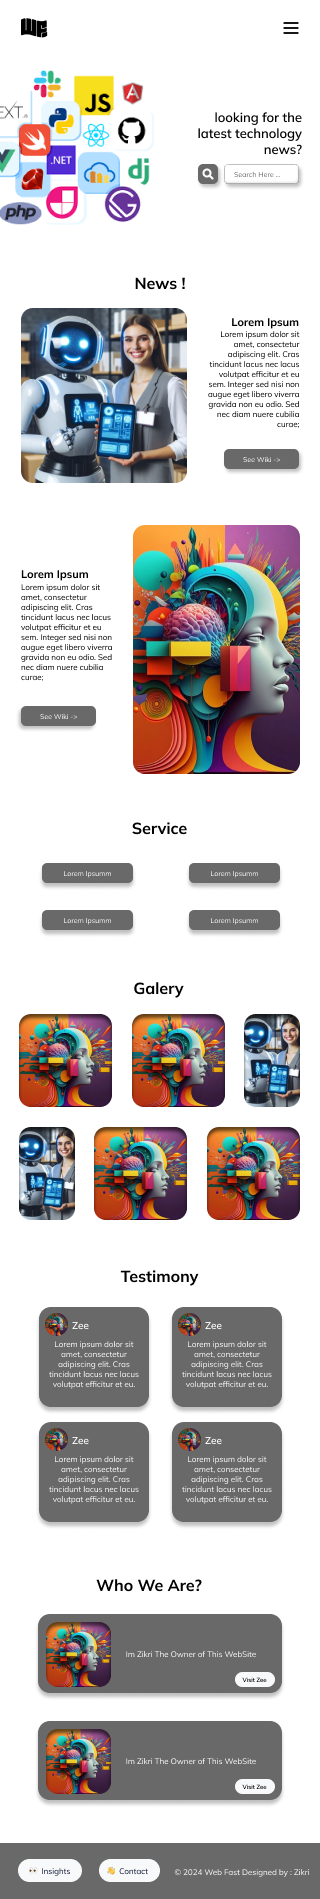 WF
EXT.
JS
.NET
dj
php
looking for the
latest technology
news?
Search Here ...
News !
Lorem Ipsum
Lorem ipsum dolor sit
amet, consectetur
adipiscing elit. Cras
tincidunt lacus nec lacus
volutpat efficitur et eu
sem. Integer sed nisi non
augue eget libero viverra
gravida non eu odio. Sed
nec diam nuere cubilia
curae;
See Wiki ->
Lorem Ipsum
Lorem ipsum dolor sit
amet, consectetur
adipiscing elit. Cras
tincidunt lacus nec lacus
volutpat efficitur et eu
sem. Integer sed nisi non
augue eget libero viverra
gravida non eu odio. Sed
nec diam nuere cubilia
curae;
See Wiki ->
Service
Lorem Ipsumm
Lorem Ipsumm
Lorem Ipsumm
Lorem Ipsumm
Galery
Testimony
Zee
Lorem ipsum dolor sit
amet, consectetur
adipiscing elit. Cras
tincidunt lacus nec lacus
volutpat efficitur et eu.
Zee
Lorem ipsum dolor sit
amet, consectetur
adipiscing elit. Cras
tincidunt lacus nec lacus
volutpat efficitur et eu.
Zee
Lorem ipsum dolor sit
amet, consectetur
adipiscing elit. Cras
tincidunt lacus nec lacus
volutpat efficitur et eu.
Zee
Lorem ipsum dolor sit
amet, consectetur
adipiscing elit. Cras
tincidunt lacus nec lacus
volutpat efficitur et eu.
Who We Are?
Im Zikri The Owner of This WebSite
Visit Zee
Im Zikri The Owner of This WebSite
Visit Zee
👀 Insights
👋 Contact
© 2024 Web Fast Designed by : Zikri